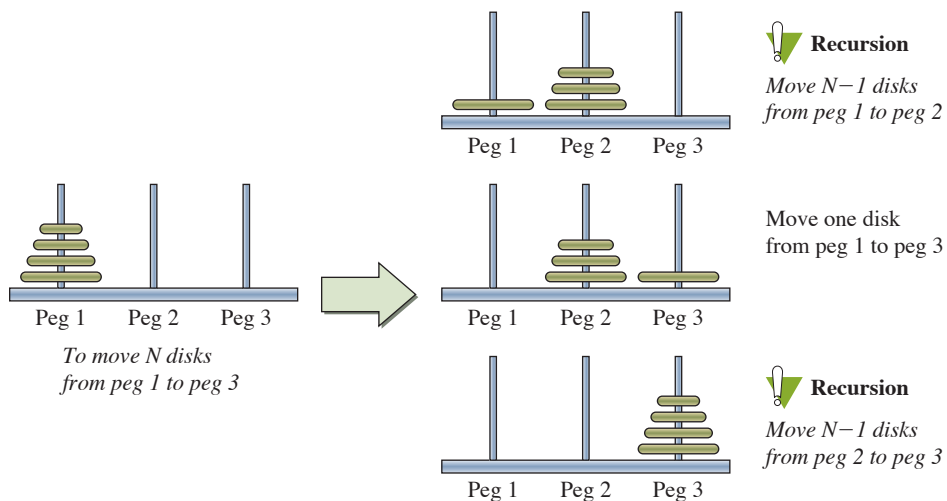 Recursion
Move N−1 disks
from peg 1 to peg 2
Peg 1 Peg 2 Peg 3
Move one disk
from peg 1 to peg 3
Peg 1 Peg 2 Peg 3
To move N disks
from peg 1 to peg 3
Peg 1 Peg 2 Peg 3
Recursion
Move N−1 disks
from peg 2 to peg 3
Peg 1 Peg 2 Peg 3